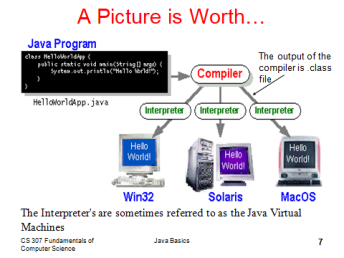 A Picture is Worth…
Java Program
class HelloWorldApp {
public static void main(String[] args) {
System.out.println("Hello World!");
}
}
HelloWorldApp.java
Compiler
The output of the
compiler is .class
file
Interpreter
Interpreter
Interpreter
Hello
World!
Hello
World!
Hello
World!
Win32
Solaris
MacOS
The Interpreter's are sometimes referred to as the Java Virtual
Machines
CS 307 Fundamentals of
Computer Science
Java Basics
7